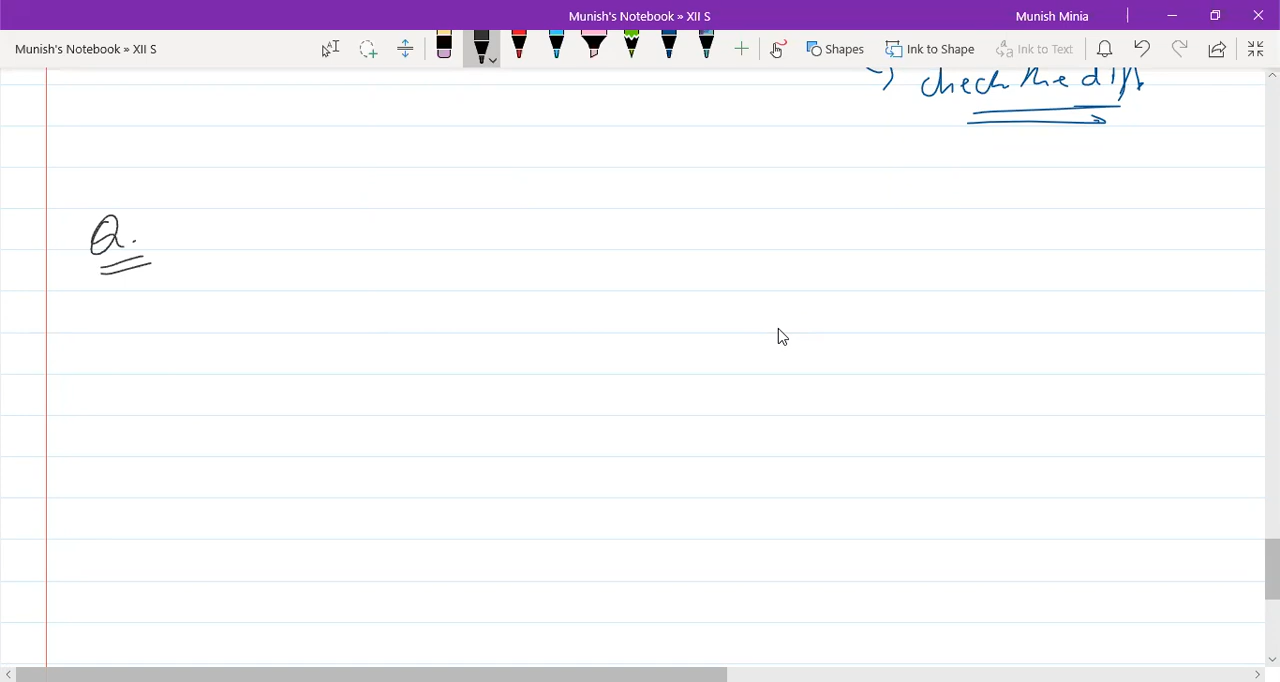 Munish's Notebook » XII S
Munish Minia
Munish's Notebook » XII S
Shapes
Ink to Shape
Ink to Text
check the diff.
Q.